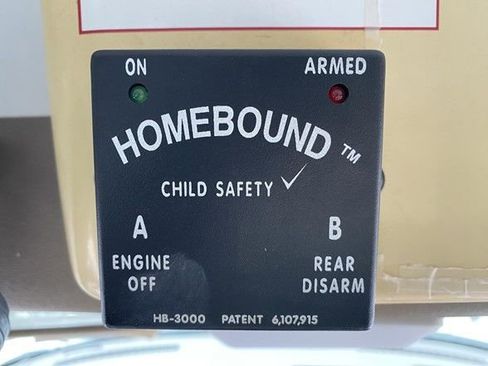 ON ARMED
HOMEBOUND ™
CHILD SAFETY ✓
A B
ENGINE REAR
OFF DISARM
HB-3000 PATENT 6,107,915